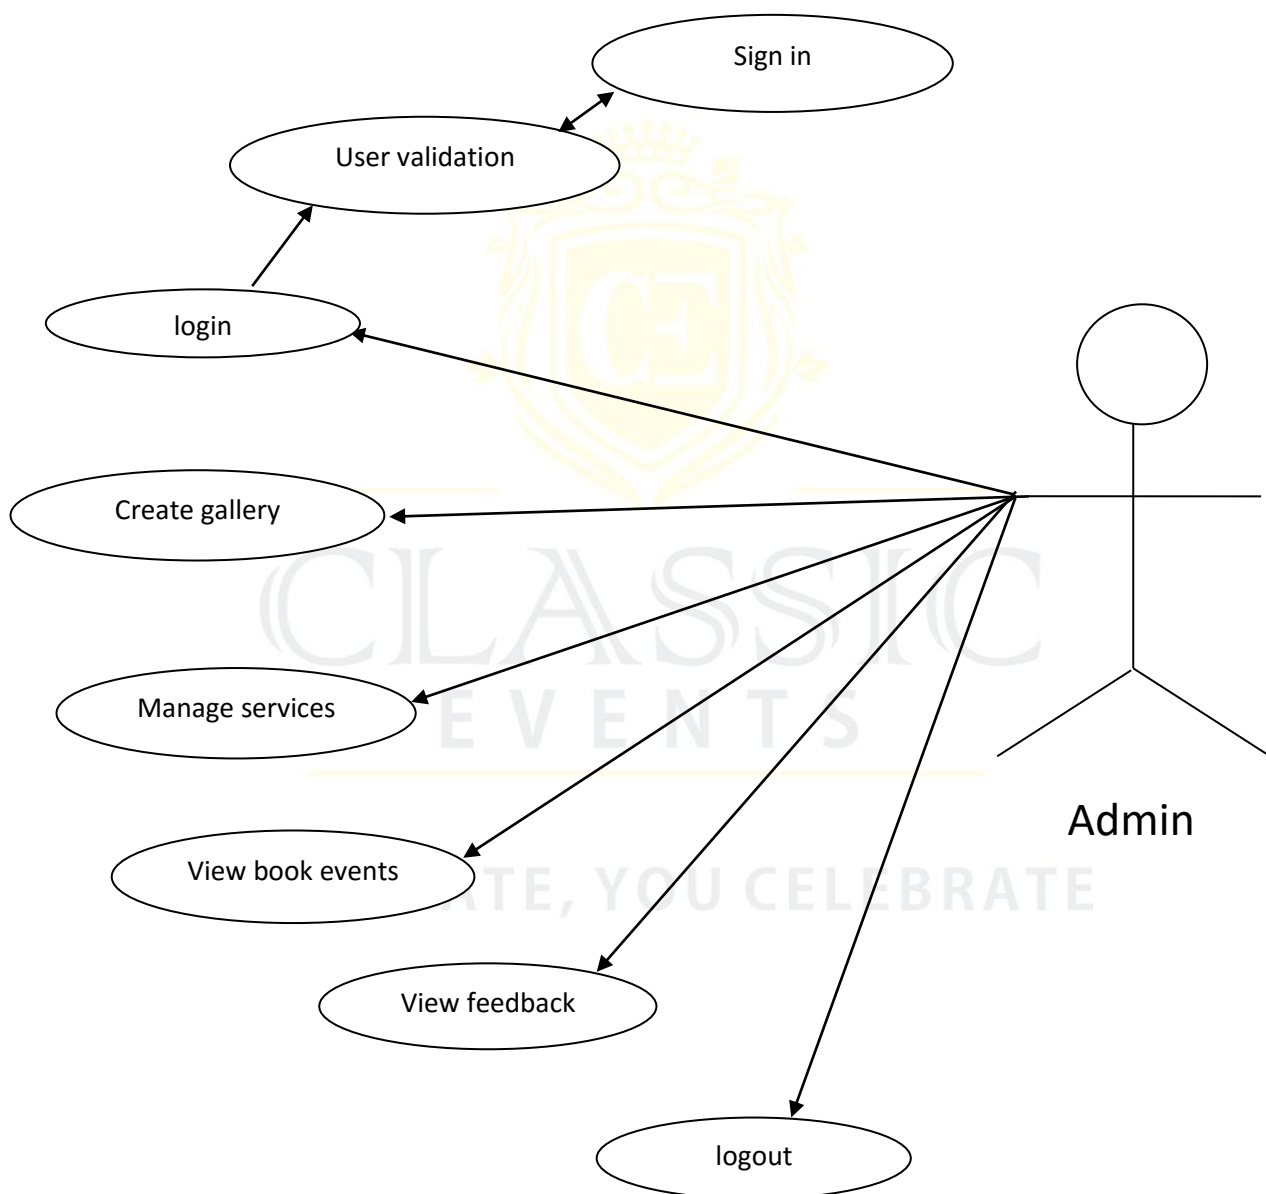 Sign in
User validation
login
Create gallery
Manage services
View book events
View feedback
logout
Admin
CE
CLASSIC
EVENTS
ATE, YOU CELEBRATE